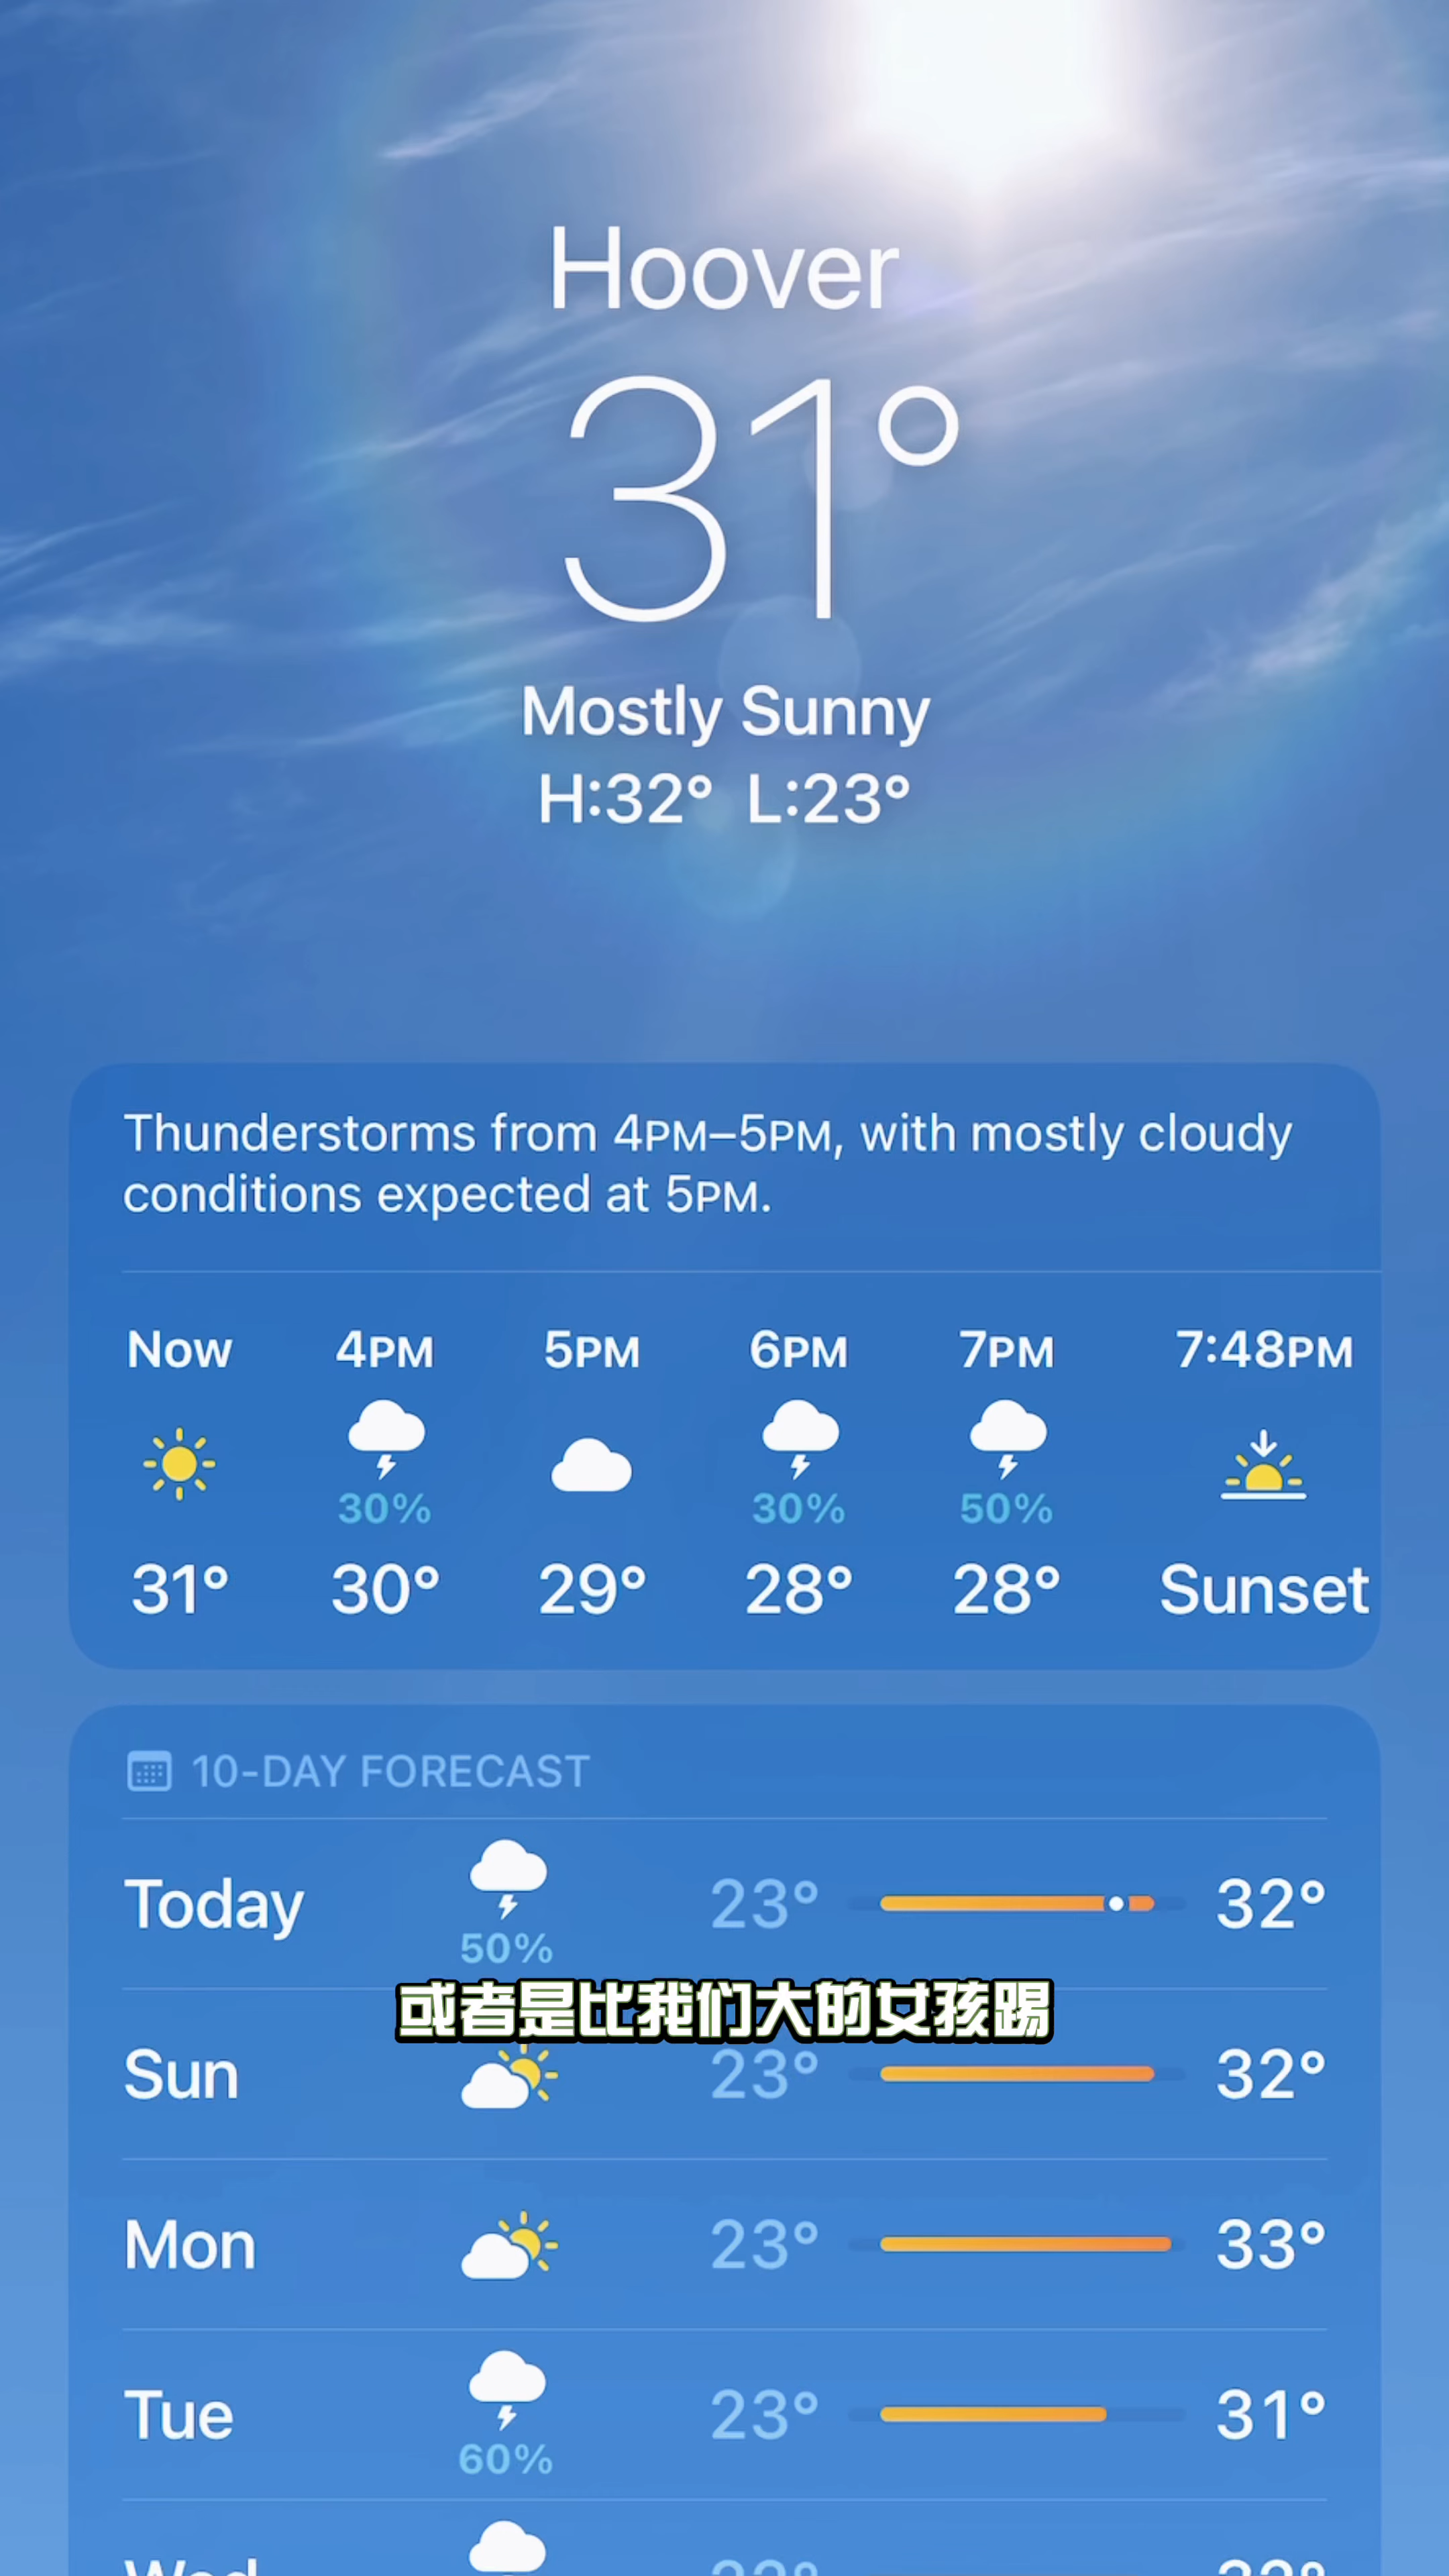 Hoover
31°
Mostly Sunny
H:32° L:23°
Thunderstorms from 4PM–5PM, with mostly cloudy
conditions expected at 5PM.
Now 4PM 5PM 6PM 7PM 7:48PM
30% 30% 50%
31° 30° 29° 28° 28° Sunset
10-DAY FORECAST
Today 23° 32°
50%
或者是比我们大的女孩踢
Sun 23° 32°
Mon 23° 33°
Tue 23° 31°
60%